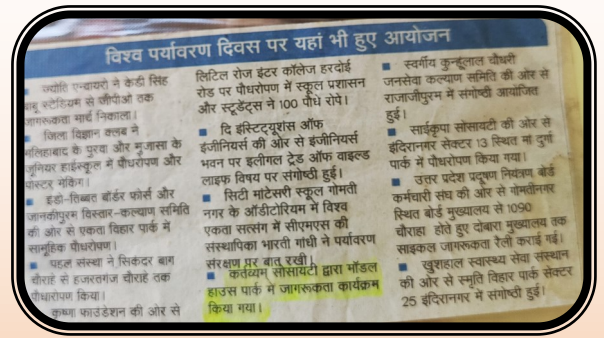 विश्व पर्यावरण दिवस पर यहां भी हुए आयोजन
ज्योति एन्वायरो ने केडी सिंह
बाबू स्टेडियम से जीपीओ तक
जागरूकता मार्च निकाला।
■ जिला विज्ञान क्लब ने
मलिहाबाद के पुरवा और मुजासा के
जूनियर हाईस्कूल में पौधरोपण और
पोस्टर मेकिंग।
■ इंडो-तिब्बत बॉर्डर फोर्स और
जानकीपुरम विस्तार-कल्याण समिति
की ओर से एकता विहार पार्क में
सामूहिक पौधरोपण।
■ पहल संस्था ने सिकंदर बाग
चौराहे से हजरतगंज चौराहे तक
पौधारोपण किया।
कृष्णा फाउंडेशन की ओर से
लिटिल रोज इंटर कॉलेज हरदोई
रोड पर पौधरोपण में स्कूल प्रशासन
और स्टूडेंट्स ने 100 पौधे रोपे।
■ दि इंस्टिट्यूशंस ऑफ
इंजीनियर्स की ओर से इंजीनियर्स
भवन पर इलीगल ट्रेड ऑफ वाइल्ड
लाइफ विषय पर संगोष्ठी हुई।
■ सिटी मांटेसरी स्कूल गोमती
नगर के ऑडीटोरियम में विश्व
एकता सत्संग में सीएमएस की
संस्थापिका भारती गांधी ने पर्यावरण
संरक्षण पर बात रखी।
■ कर्तव्यम् सोसायटी द्वारा मॉडल
हाउस पार्क में जागरूकता कार्यक्रम
किया गया।
■ स्वर्गीय कुन्हूलाल चौधरी
जनसेवा कल्याण समिति की ओर से
राजाजीपुरम में संगोष्ठी आयोजित
हुई।
■ साईकृपा सोसायटी की ओर से
इंदिरानगर सेक्टर 13 स्थित मां दुर्गा
पार्क में पौधरोपण किया गया।
■ उत्तर प्रदेश प्रदूषण नियंत्रण बोर्ड
कर्मचारी संघ की ओर से गोमतीनगर
स्थित बोर्ड मुख्यालय से 1090
चौराहा होते हुए दोबारा मुख्यालय तक
साइकल जागरूकता रैली कराई गई।
■ खुशहाल स्वास्थ्य सेवा संस्थान
की ओर से स्मृति विहार पार्क सेक्टर
25 इंदिरानगर में संगोष्ठी हुई।